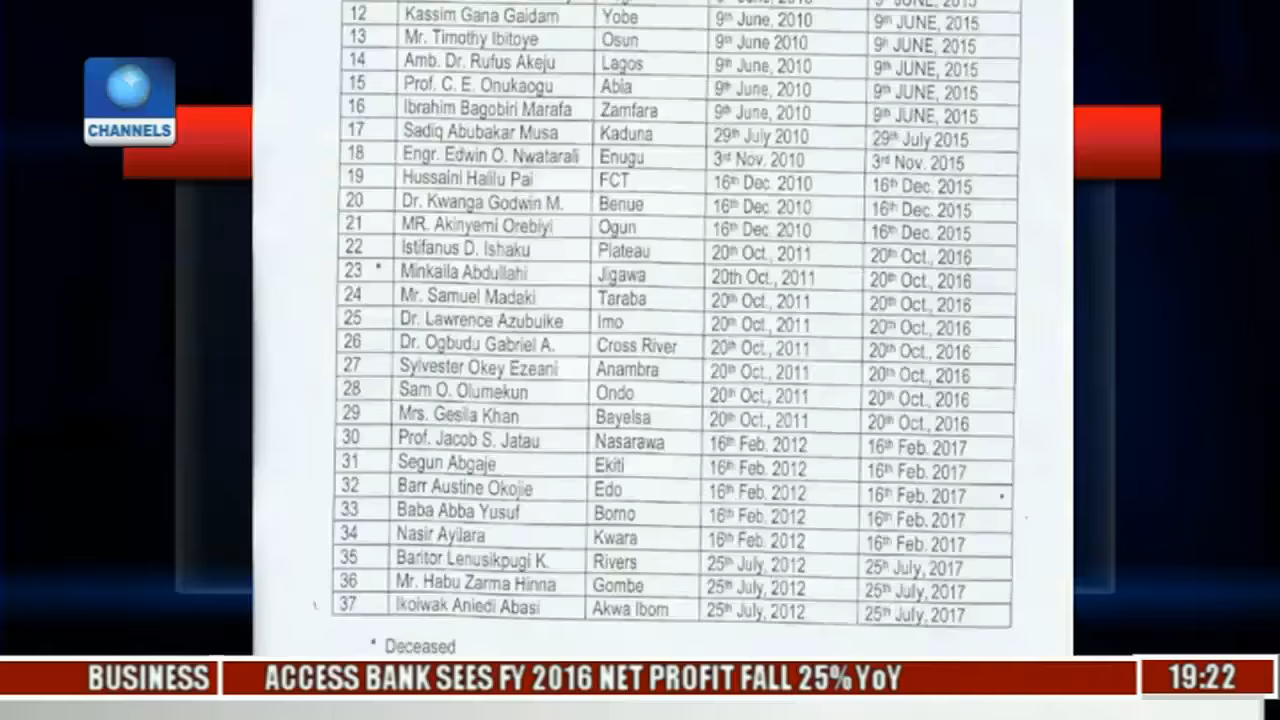 12 Kassim Gana Gaidam Yobe 9th June, 2010 9th JUNE, 2015
13 Mr. Timothy Ibitoye Osun 9th June 2010 9th JUNE, 2015
14 Amb. Dr. Rufus Akeju Lagos 9th June, 2010 9th JUNE, 2015
15 Prof. C. E. Onukaogu Abia 9th June, 2010 9th JUNE, 2015
16 Ibrahim Bagobiri Marafa Zamfara 9th June, 2010 9th JUNE, 2015
17 Sadiq Abubakar Musa Kaduna 29th July 2010 29th July 2015
18 Engr. Edwin O. Nwatarali Enugu 3rd Nov. 2010 3rd Nov. 2015
19 Hussaini Halilu Pai FCT 16th Dec. 2010 16th Dec. 2015
20 Dr. Kwanga Godwin M. Benue 16th Dec. 2010 16th Dec. 2015
21 MR. Akinyemi Orebiyi Ogun 16th Dec. 2010 16th Dec. 2015
22 Istifanus D. Ishaku Plateau 20th Oct., 2011 20th Oct., 2016
23 * Minkaila Abdullahi Jigawa 20th Oct., 2011 20th Oct., 2016
24 Mr. Samuel Madaki Taraba 20th Oct., 2011 20th Oct., 2016
25 Dr. Lawrence Azubuike Imo 20th Oct., 2011 20th Oct., 2016
26 Dr. Ogbudu Gabriel A. Cross River 20th Oct., 2011 20th Oct., 2016
27 Sylvester Okey Ezeani Anambra 20th Oct., 2011 20th Oct., 2016
28 Sam O. Olumekun Ondo 20th Oct., 2011 20th Oct., 2016
29 Mrs. Gesila Khan Bayelsa 20th Oct., 2011 20th Oct., 2016
30 Prof. Jacob S. Jatau Nasarawa 16th Feb. 2012 16th Feb. 2017
31 Segun Abgaje Ekiti 16th Feb. 2012 16th Feb. 2017
32 Barr Austine Okojie Edo 16th Feb. 2012 16th Feb. 2017
33 Baba Abba Yusuf Borno 16th Feb. 2012 16th Feb. 2017
34 Nasir Ayilara Kwara 16th Feb. 2012 16th Feb. 2017
35 Baritor Lenusikpugi K. Rivers 25th July, 2012 25th July, 2017
36 Mr. Habu Zarma Hinna Gombe 25th July, 2012 25th July, 2017
37 Ikoiwak Aniedi Abasi Akwa Ibom 25th July, 2012 25th July, 2017
* Deceased
CHANNELS
BUSINESS ACCESS BANK SEES FY 2016 NET PROFIT FALL 25% YoY 19:22